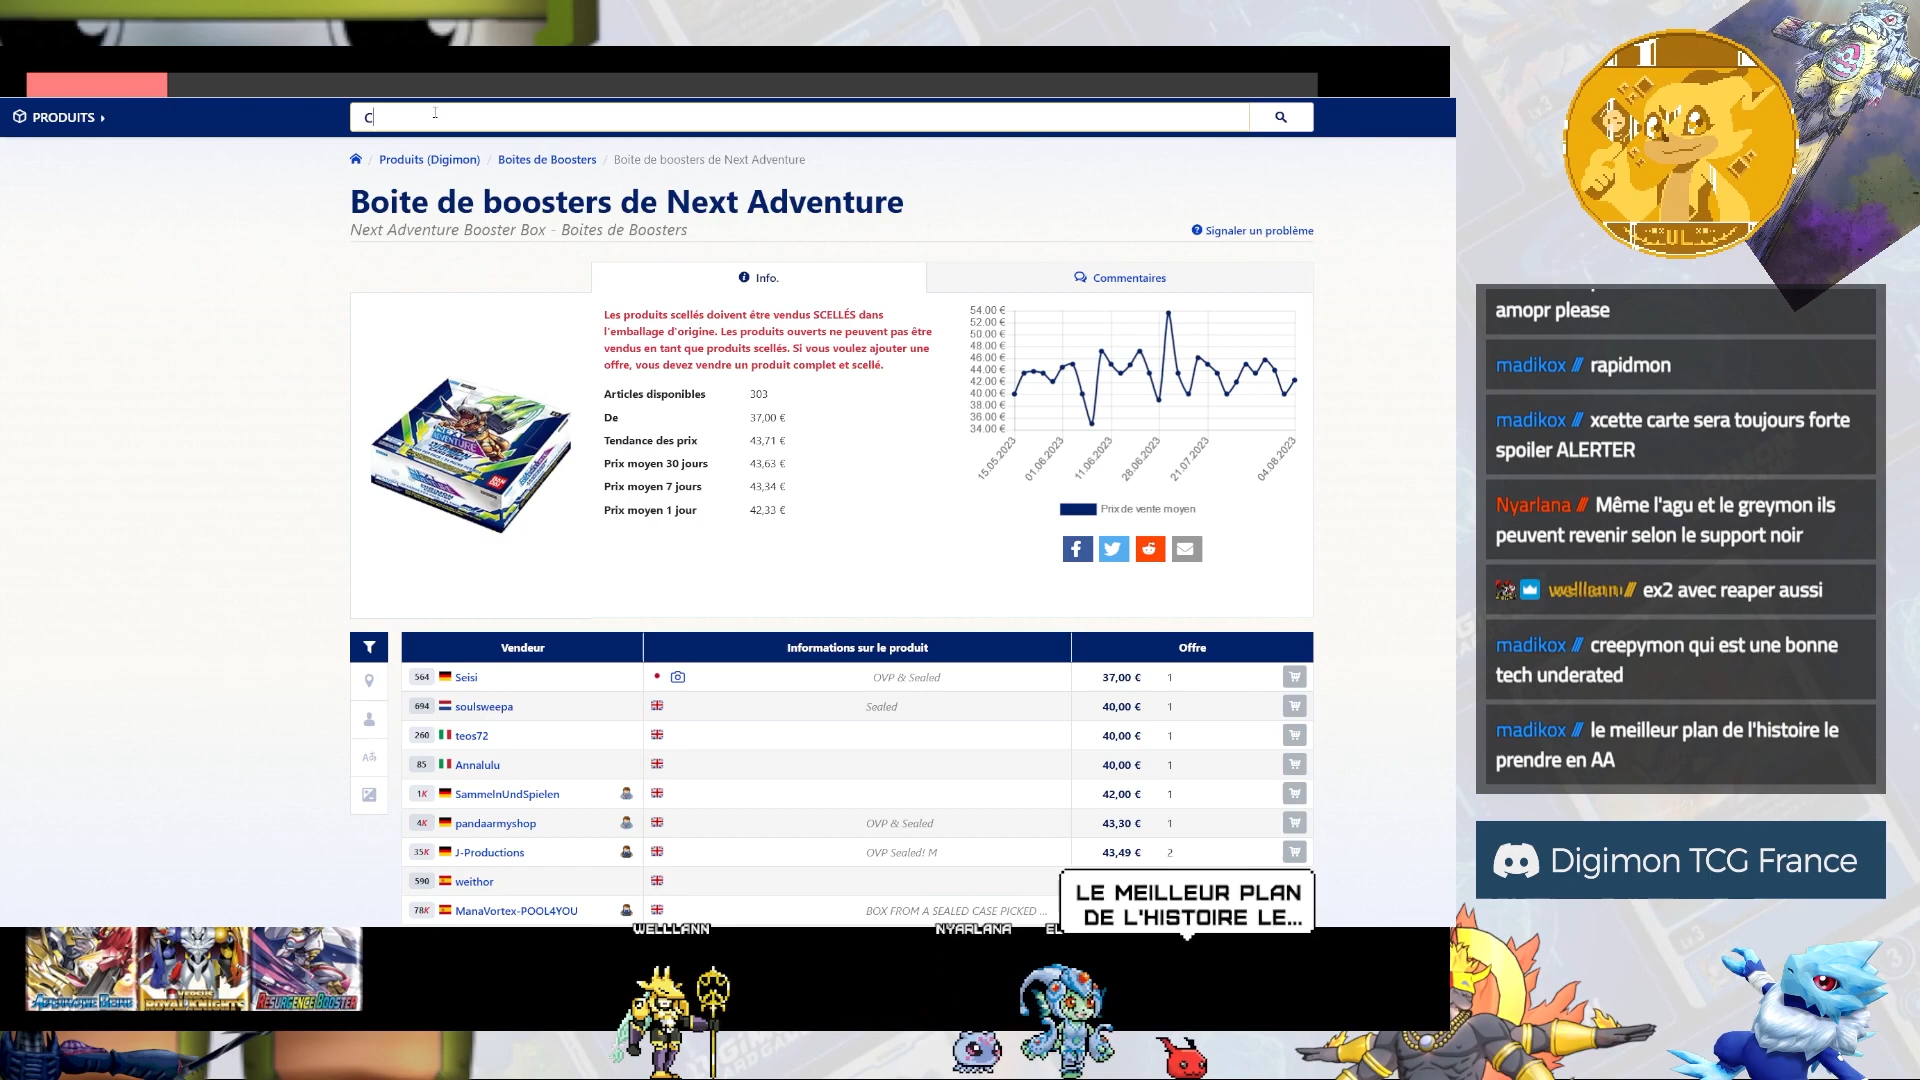 PRODUITS
C
Produits (Digimon) / Boites de Boosters / Boite de boosters de Next Adventure
Boite de boosters de Next Adventure
Next Adventure Booster Box - Boites de Boosters
Signaler un problème
Info.
Commentaires
Les produits scellés doivent être vendus SCELLÉS dans
l'emballage d'origine. Les produits ouverts ne peuvent pas être
vendus en tant que produits scellés. Si vous voulez ajouter une
offre, vous devez vendre un produit complet et scellé.
Articles disponibles 303
De 37,00 €
Tendance des prix 43,71 €
Prix moyen 30 jours 43,63 €
Prix moyen 7 jours 43,34 €
Prix moyen 1 jour 42,33 €
54.00 €
52.00 €
50.00 €
48.00 €
46.00 €
44.00 €
42.00 €
40.00 €
38.00 €
36.00 €
34.00 €
15.05.2023
01.06.2023
11.06.2023
28.06.2023
21.07.2023
04.08.2023
Prix de vente moyen
NEXT
ADVENTURE
Vendeur Informations sur le produit Offre
564 Seisi OVP & Sealed 37,00 € 1
694 soulsweepa Sealed 40,00 € 1
260 teos72 40,00 € 1
85 Annalulu 40,00 € 1
1K SammelnUndSpielen 42,00 € 1
4K pandaarmyshop OVP & Sealed 43,30 € 1
35K J-Productions OVP Sealed! M 43,49 € 2
590 weithor
78K ManaVortex-POOL4YOU BOX FROM A SEALED CASE PICKED ...
LE MEILLEUR PLAN
DE L'HISTOIRE LE...
WELLLANN
NYARLANA
EL
VERSUS
ROYAL KNIGHTS
RESURGENCE BOOSTER
amopr please
madikox // rapidmon
madikox // xcette carte sera toujours forte
spoiler ALERTER
Nyarlana // Même l'agu et le greymon ils
peuvent revenir selon le support noir
welllann // ex2 avec reaper aussi
madikox // creepymon qui est une bonne
tech underated
madikox // le meilleur plan de l'histoire le
prendre en AA
Digimon TCG France